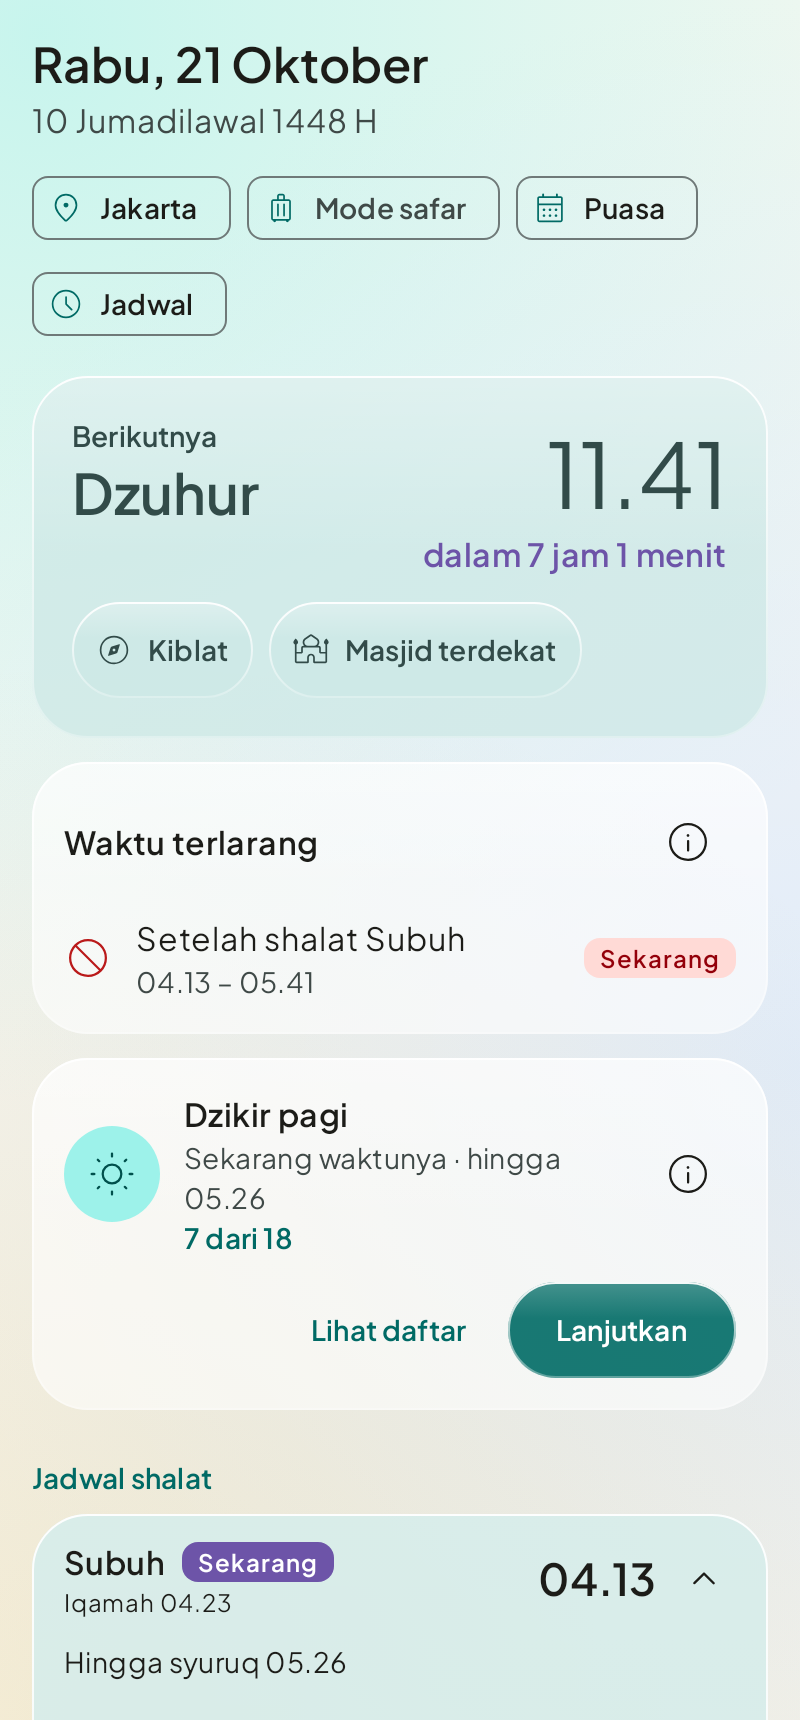 Rabu, 21 Oktober
10 Jumadilawal 1448 H
Jakarta
Mode safar
Puasa
Jadwal
Berikutnya
Dzuhur
11.41
dalam 7 jam 1 menit
Kiblat
Masjid terdekat
Waktu terlarang
Setelah shalat Subuh
04.13 – 05.41
Sekarang
Dzikir pagi
Sekarang waktunya · hingga
05.26
7 dari 18
Lihat daftar
Lanjutkan
Jadwal shalat
Subuh
Sekarang
04.13
Iqamah 04.23
Hingga syuruq 05.26